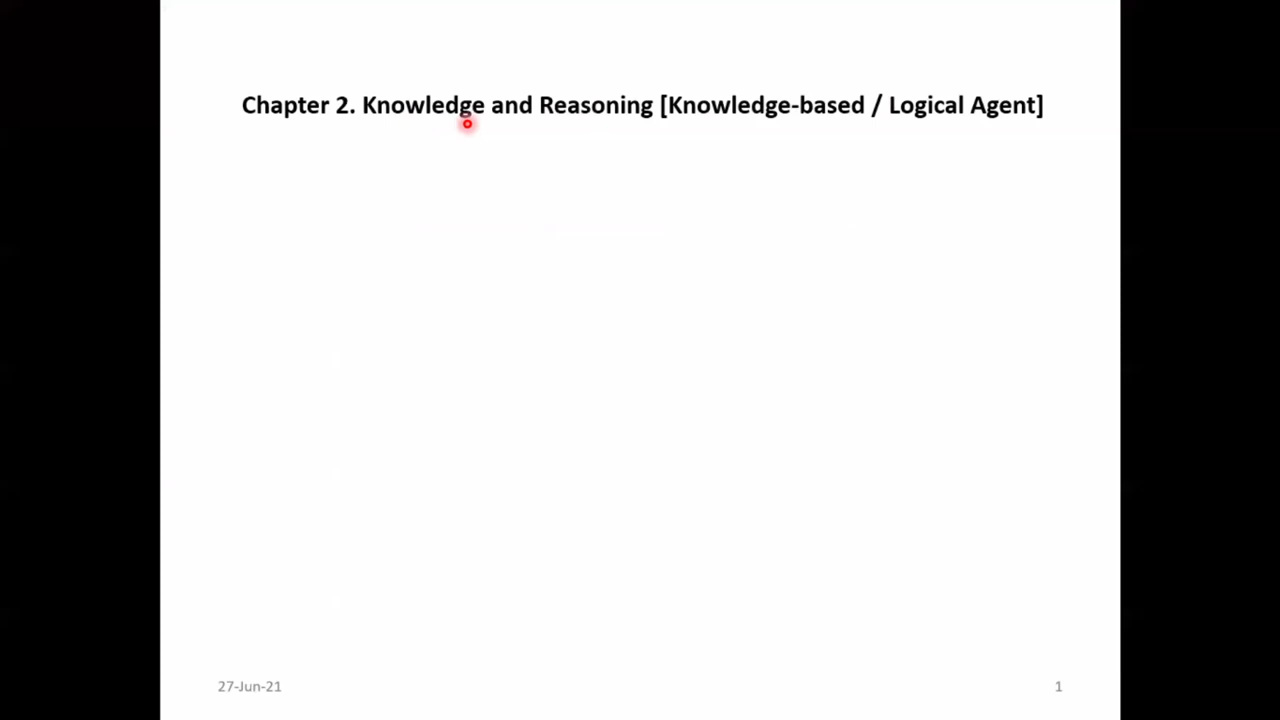 Chapter 2. Knowledge and Reasoning [Knowledge-based / Logical Agent]
27-Jun-21
1